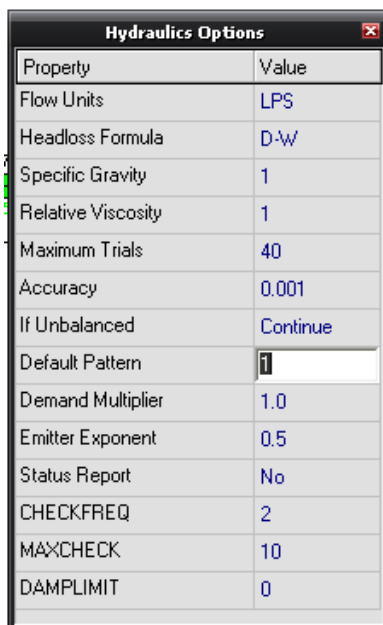 Hydraulics Options
Property Value
Flow Units LPS
Headloss Formula D-W
Specific Gravity 1
Relative Viscosity 1
Maximum Trials 40
Accuracy 0.001
If Unbalanced Continue
Default Pattern 1
Demand Multiplier 1.0
Emitter Exponent 0.5
Status Report No
CHECKFREQ 2
MAXCHECK 10
DAMPLIMIT 0